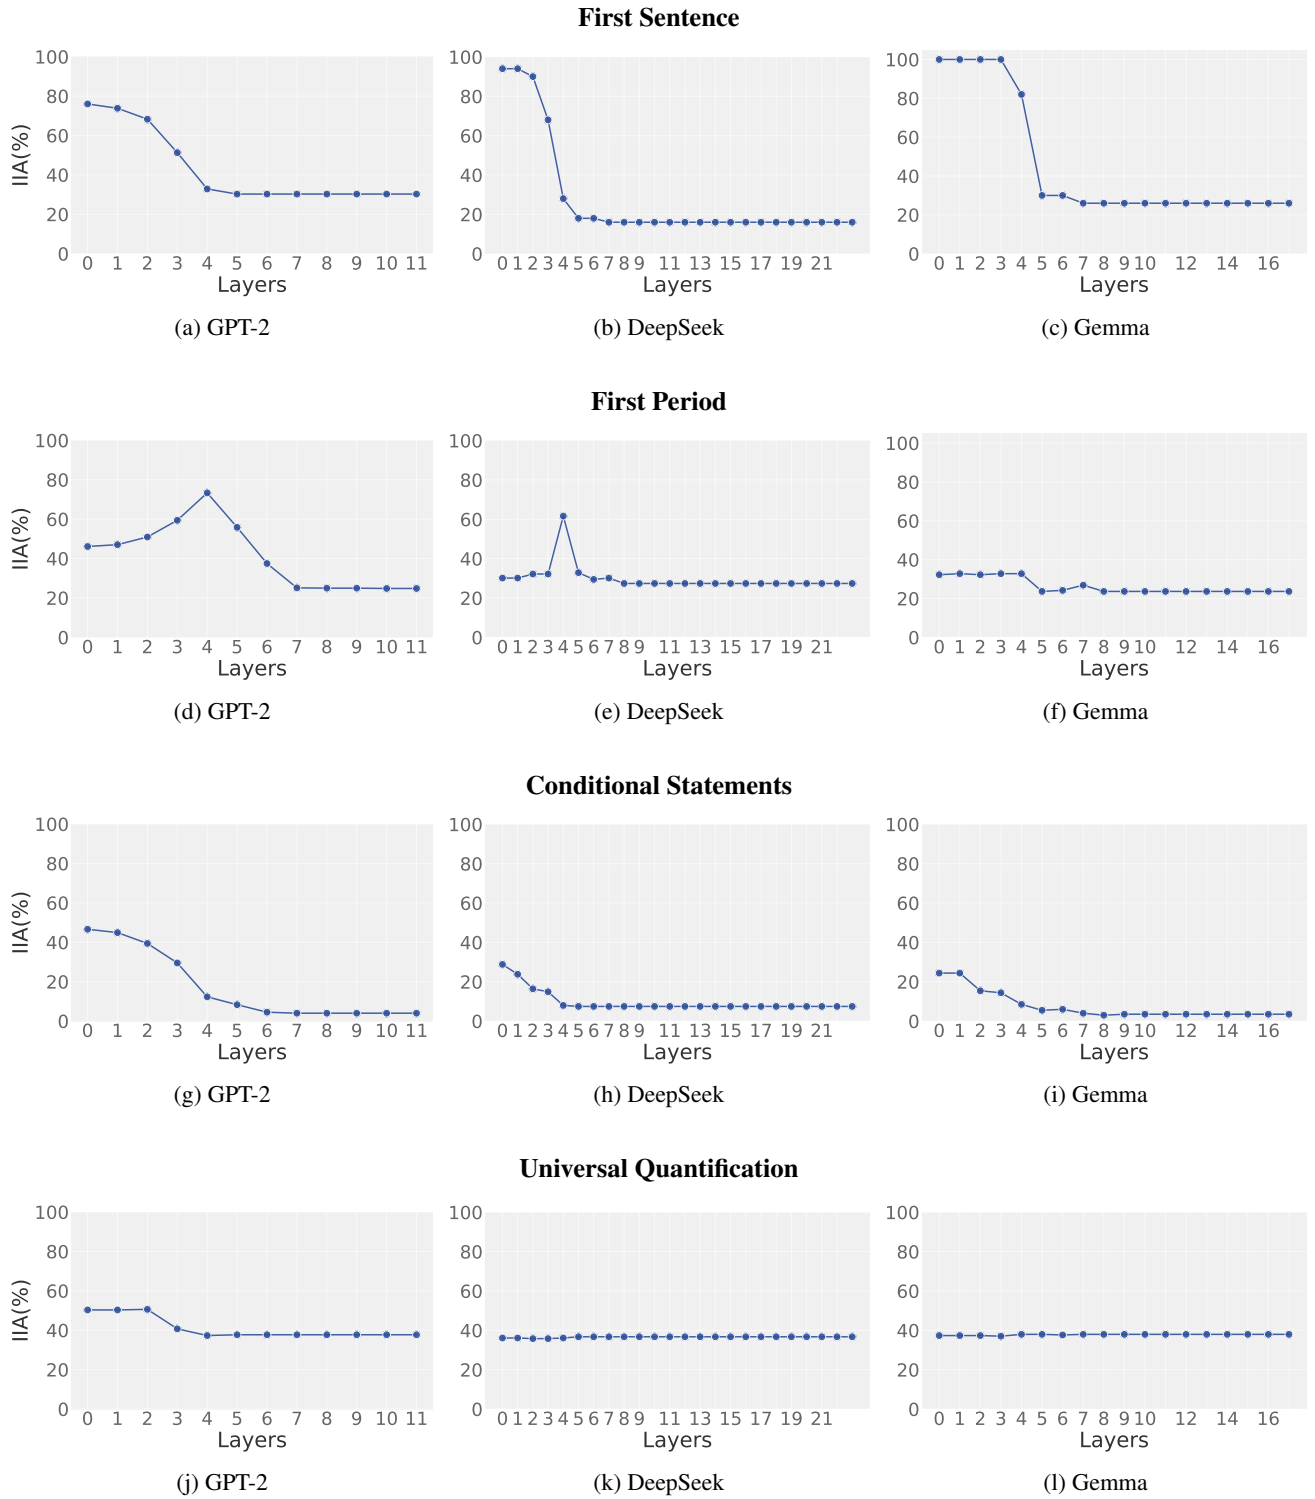 First Sentence
100
80
60
40
20
0
IIA(%)
0 1 2 3 4 5 6 7 8 9 10 11
Layers
(a) GPT-2
100
80
60
40
20
0
0 1 2 3 4 5 6 7 8 9 11 13 15 17 19 21
Layers
(b) DeepSeek
100
80
60
40
20
0
0 1 2 3 4 5 6 7 8 9 10 12 14 16
Layers
(c) Gemma
First Period
100
80
60
40
20
0
IIA(%)
0 1 2 3 4 5 6 7 8 9 10 11
Layers
(d) GPT-2
100
80
60
40
20
0
0 1 2 3 4 5 6 7 8 9 11 13 15 17 19 21
Layers
(e) DeepSeek
100
80
60
40
20
0
0 1 2 3 4 5 6 7 8 9 10 12 14 16
Layers
(f) Gemma
Conditional Statements
100
80
60
40
20
0
IIA(%)
0 1 2 3 4 5 6 7 8 9 10 11
Layers
(g) GPT-2
100
80
60
40
20
0
0 1 2 3 4 5 6 7 8 9 11 13 15 17 19 21
Layers
(h) DeepSeek
100
80
60
40
20
0
0 1 2 3 4 5 6 7 8 9 10 12 14 16
Layers
(i) Gemma
Universal Quantification
100
80
60
40
20
0
IIA(%)
0 1 2 3 4 5 6 7 8 9 10 11
Layers
(j) GPT-2
100
80
60
40
20
0
0 1 2 3 4 5 6 7 8 9 11 13 15 17 19 21
Layers
(k) DeepSeek
100
80
60
40
20
0
0 1 2 3 4 5 6 7 8 9 10 12 14 16
Layers
(l) Gemma